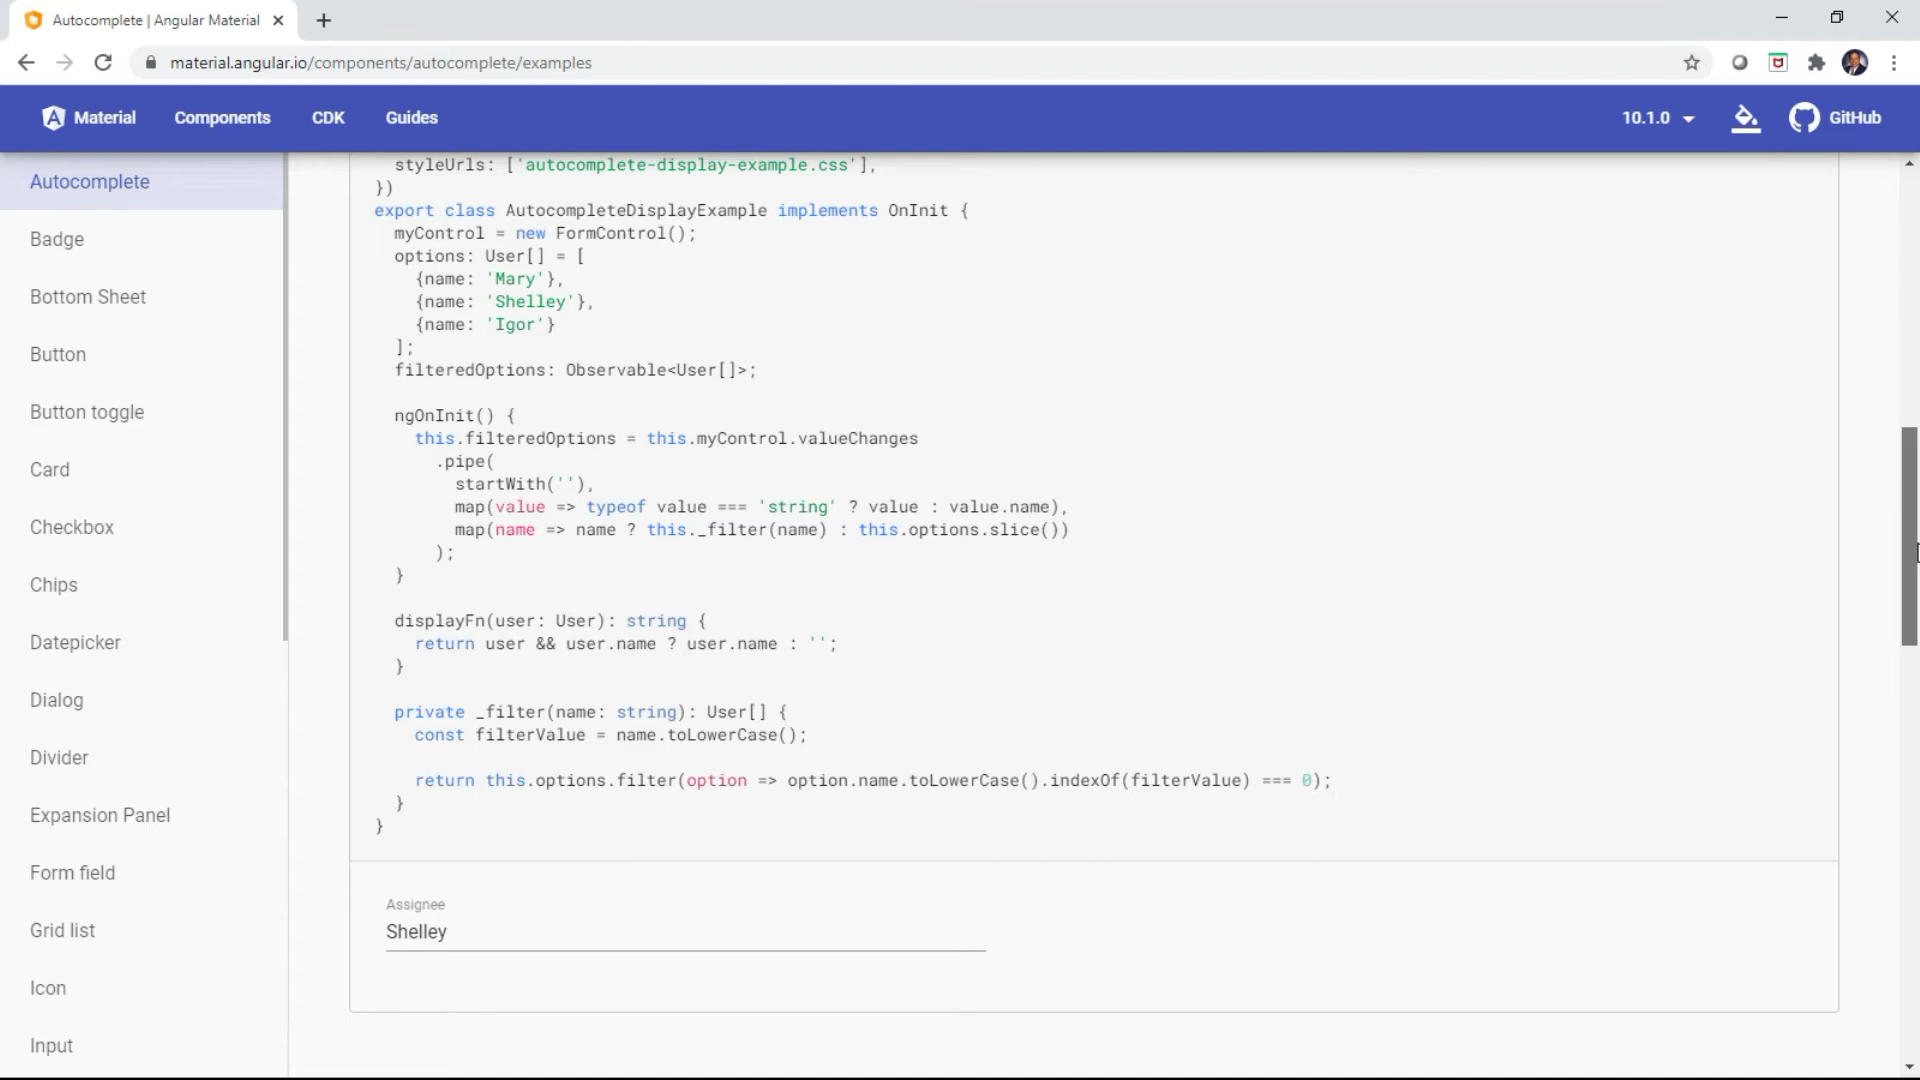 Autocomplete | Angular Material
material.angular.io/components/autocomplete/examples
Material Components CDK Guides 10.1.0 GitHub
Autocomplete
Badge
Bottom Sheet
Button
Button toggle
Card
Checkbox
Chips
Datepicker
Dialog
Divider
Expansion Panel
Form field
Grid list
Icon
Input
styleUrls: ['autocomplete-display-example.css'],
})
export class AutocompleteDisplayExample implements OnInit {
myControl = new FormControl();
options: User[] = [
{name: 'Mary'},
{name: 'Shelley'},
{name: 'Igor'}
];
filteredOptions: Observable<User[]>;
ngOnInit() {
this.filteredOptions = this.myControl.valueChanges
.pipe(
startWith(''),
map(value => typeof value === 'string' ? value : value.name),
map(name => name ? this._filter(name) : this.options.slice())
);
}
displayFn(user: User): string {
return user && user.name ? user.name : '';
}
private _filter(name: string): User[] {
const filterValue = name.toLowerCase();
return this.options.filter(option => option.name.toLowerCase().indexOf(filterValue) === 0);
}
}
Assignee
Shelley